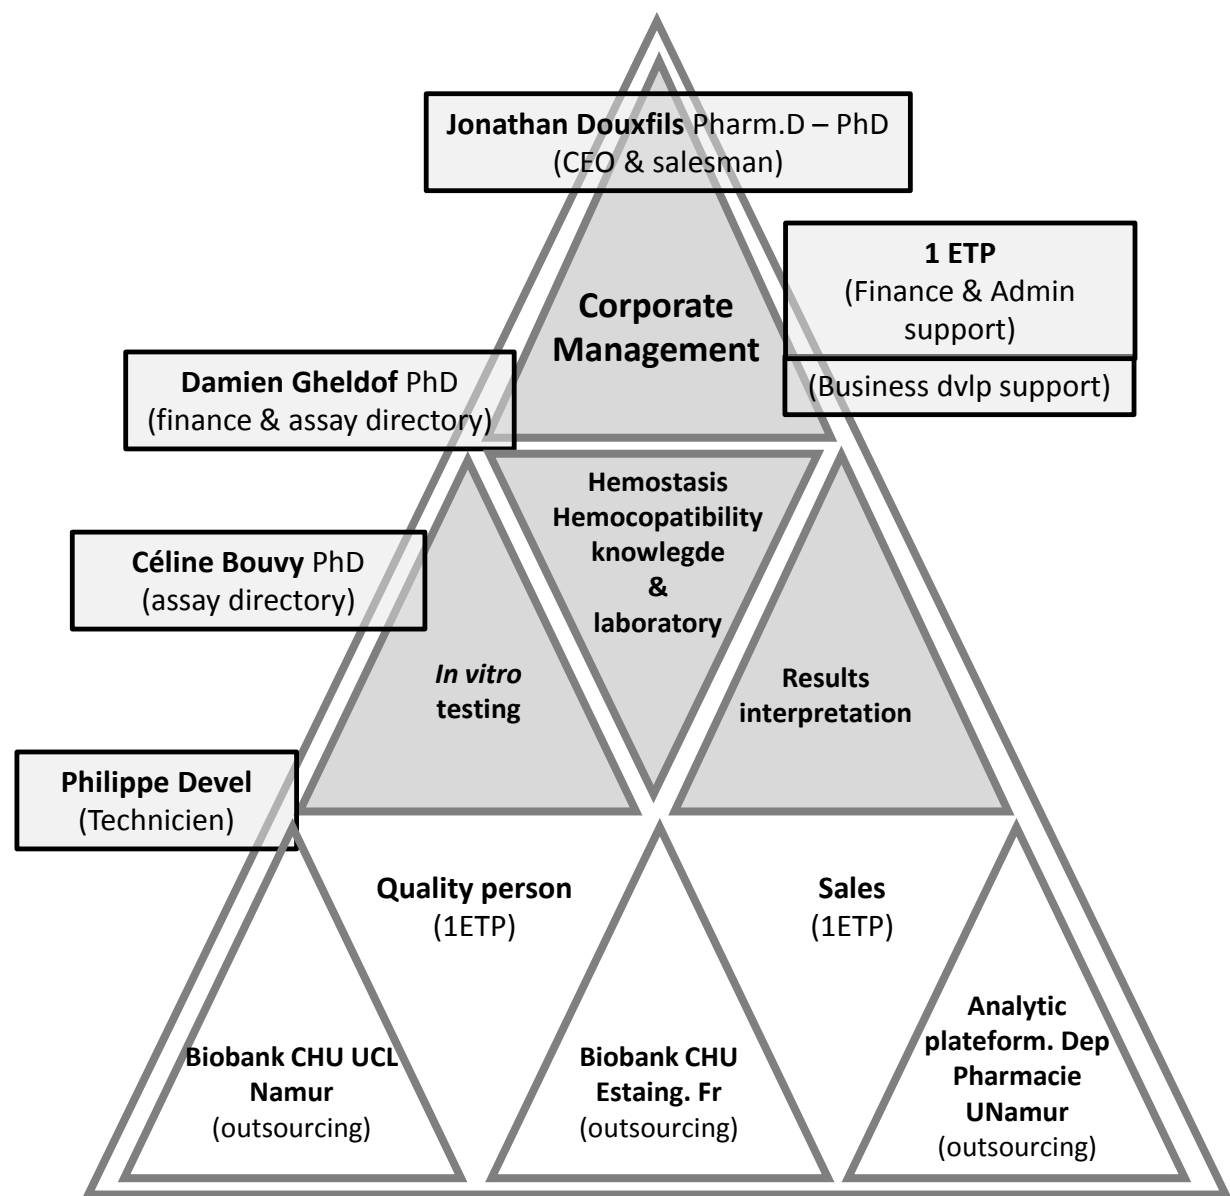 Jonathan Douxfils Pharm.D – PhD
(CEO & salesman)
1 ETP
(Finance & Admin
support)
(Business dvlp support)
Corporate
Management
Damien Gheldof PhD
(finance & assay directory)
Hemostasis
Hemocopatibility
knowlegde
&
laboratory
Céline Bouvy PhD
(assay directory)
In vitro
testing
Results
interpretation
Philippe Devel
(Technicien)
Quality person
(1ETP)
Sales
(1ETP)
Biobank CHU UCL
Namur
(outsourcing)
Biobank CHU
Estaing. Fr
(outsourcing)
Analytic
plateform. Dep
Pharmacie
UNamur
(outsourcing)